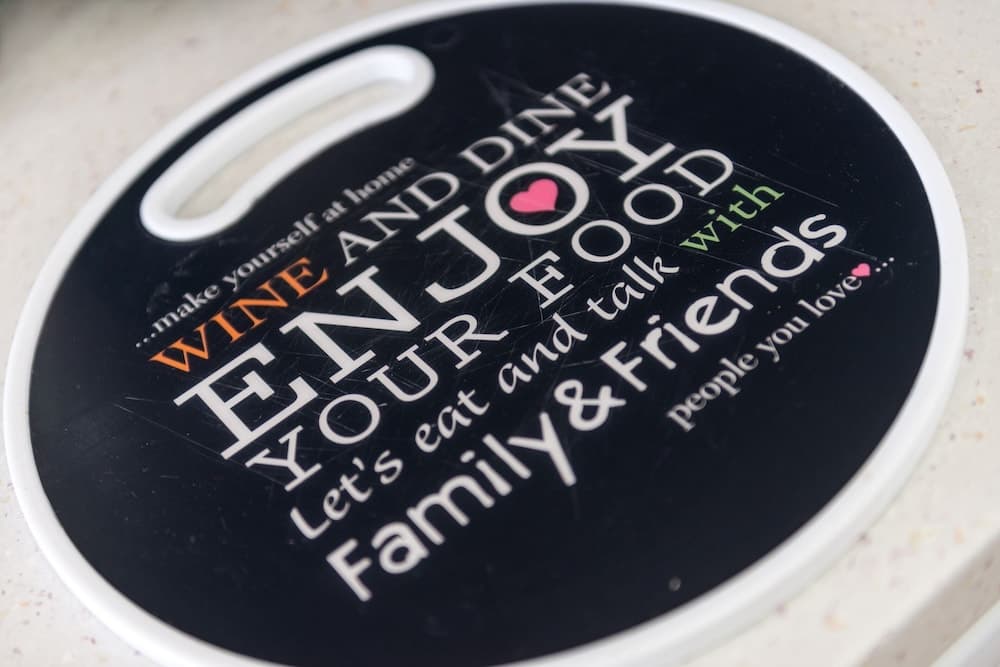 ...make yourself at home
WINE AND DINE
ENJOY
YOUR FOOD
Let's eat and talk with
Family & Friends
people you love...